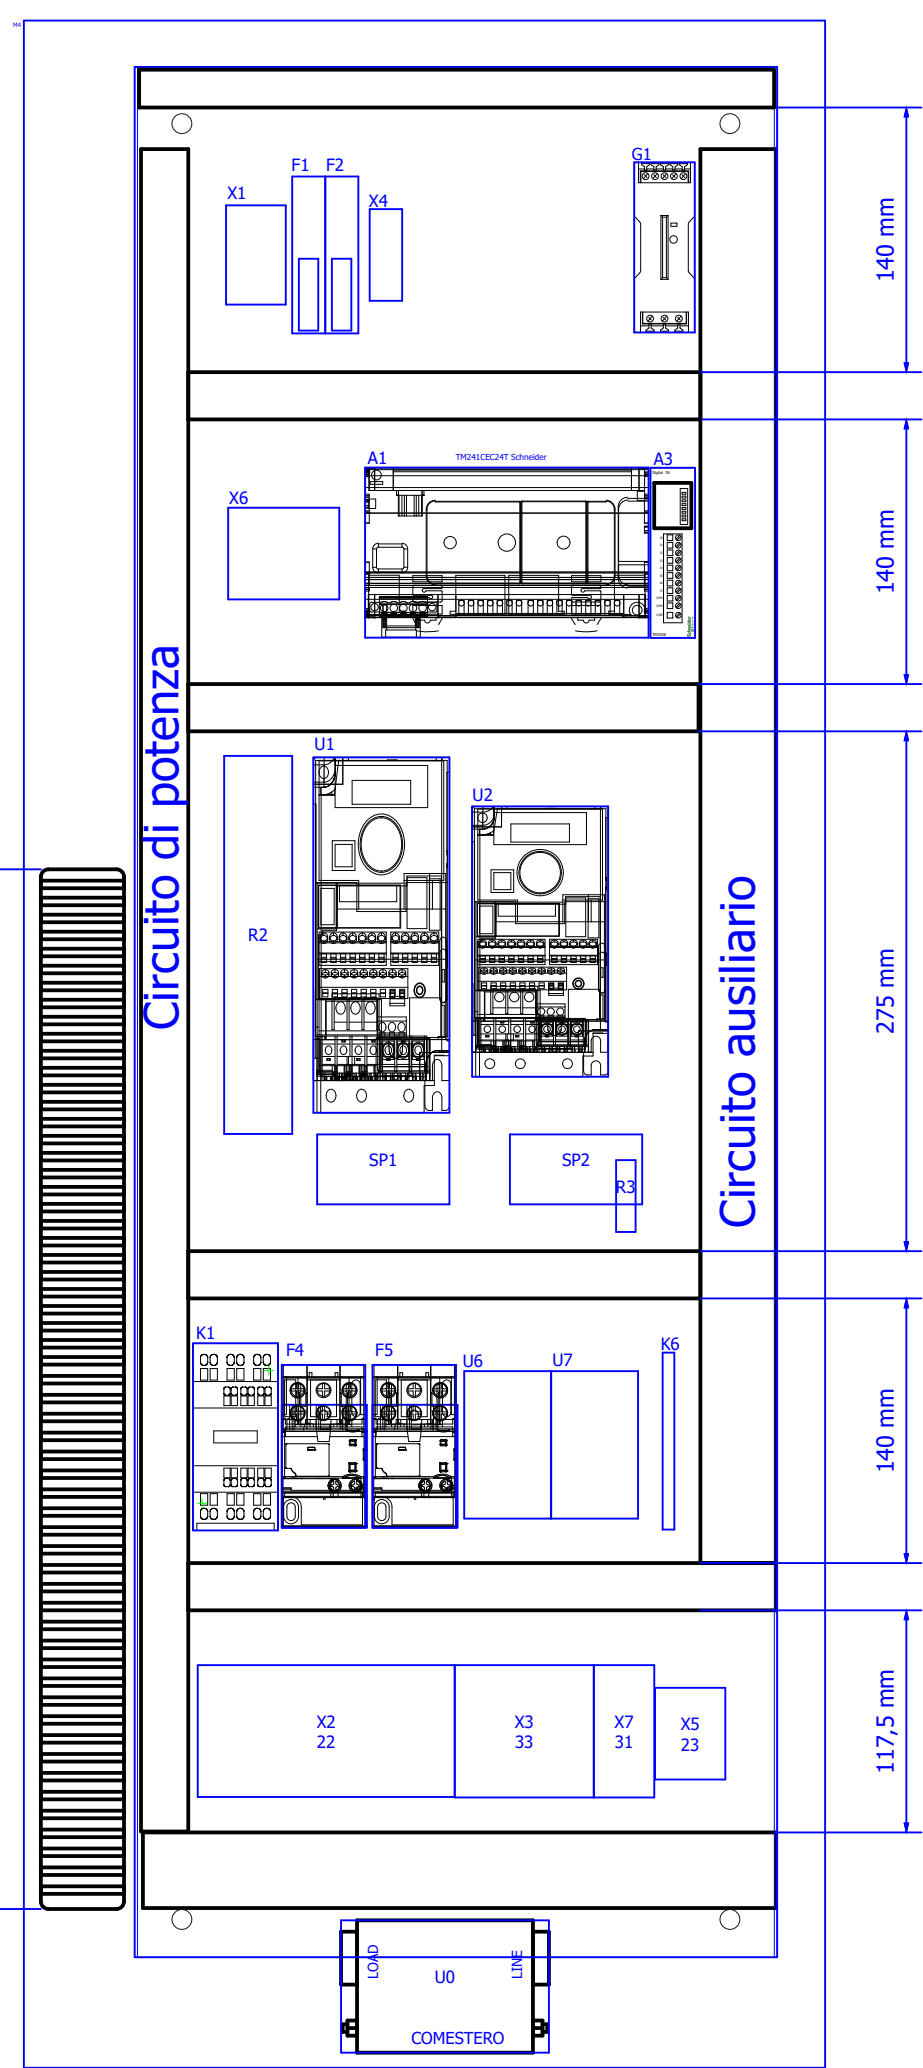 M4
F1 F2
G1
X1
X4
140 mm
A1
TM241CEC24T Schneider
A3
X6
Schneider
140 mm
Circuito di potenza
U1
U2
R2
Circuito ausiliario
275 mm
SP1
SP2
R3
K1
F4
F5
U6
U7
K6
140 mm
X2
22
X3
33
X7
31
X5
23
117,5 mm
LOAD
U0
LINE
COMESTERO